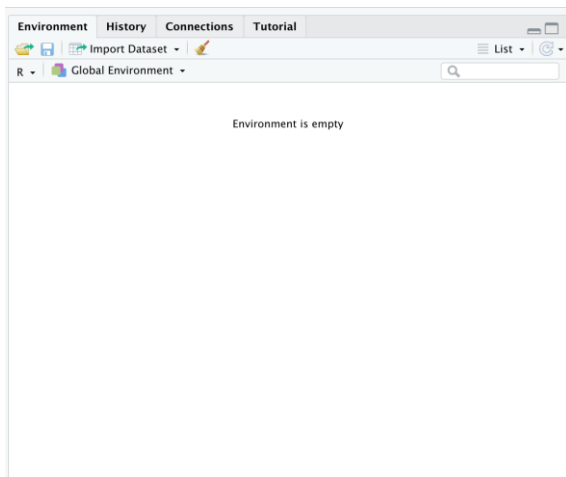 Environment History Connections Tutorial
Import Dataset List
R Global Environment
Environment is empty